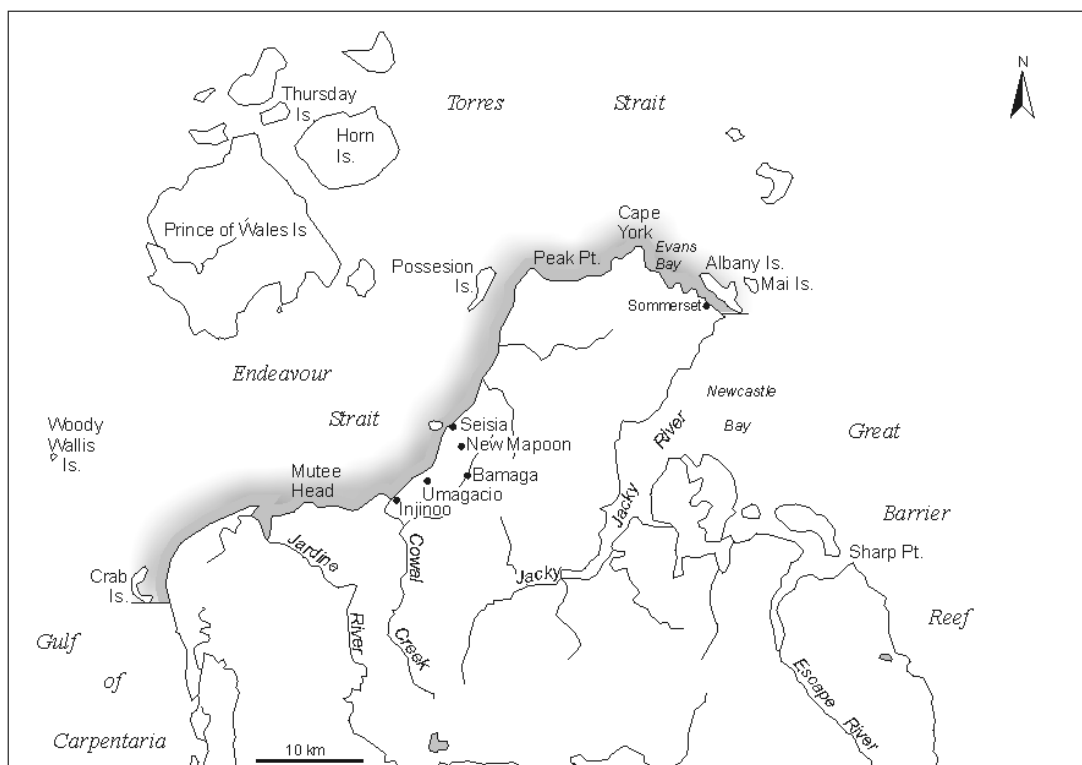 N
Thursday
Is.
Torres Strait
Horn
Is.
Prince of Wales Is
Cape
York
Peak Pt.
Evans
Bay
Albany Is.
Mai Is.
Possesion
Is.
Sommerset
Endeavour
Strait
Newcastle
Bay
Woody
Wallis
Is.
Seisia
New Mapoon
Great
Mutee
Head
Bamaga
Umagacio
Injinoo
River
Jacky
Barrier
Jardine
River
Cowal
Creek
Jacky
Sharp Pt.
Crab
Is.
Reef
Gulf
of
Carpentaria
Escape
River
10 km